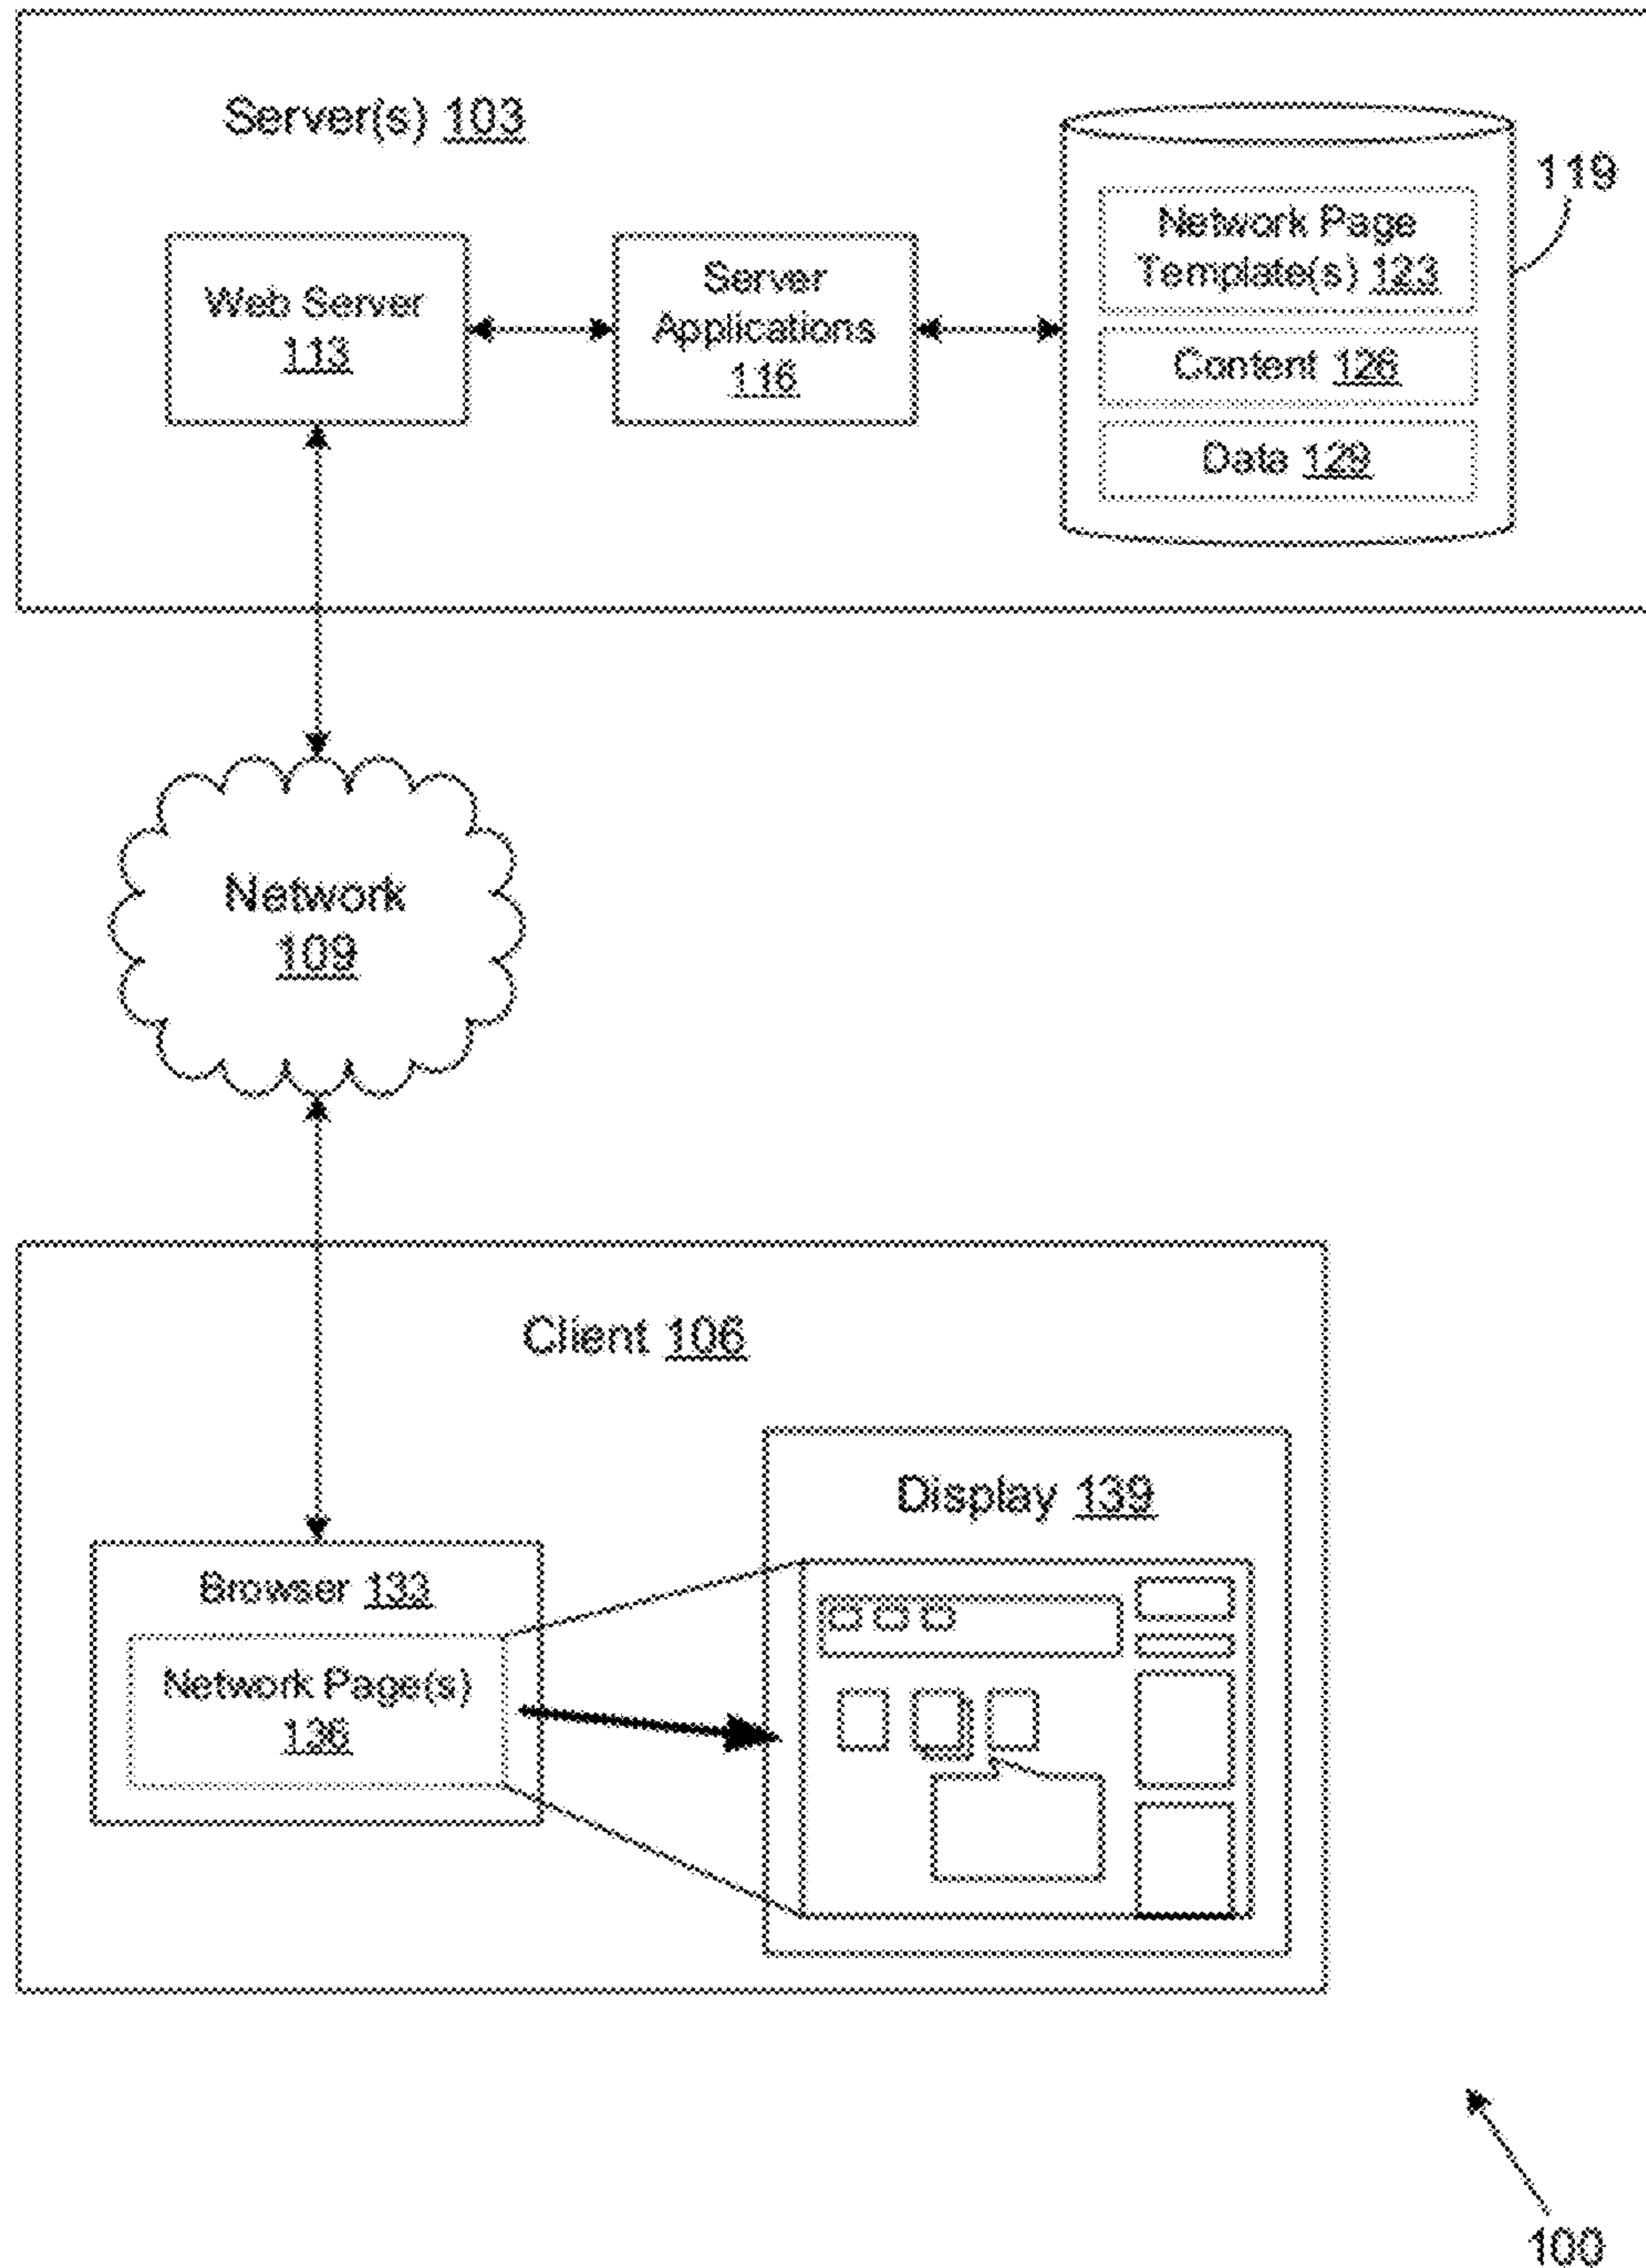 Server(s) 103
119
Network Page
Template(s) 123
Web Server
113
Server
Applications
116
Content 126
Data 129
Network
109
Client 106
Display 139
Browser 133
Network Page(s)
136
100